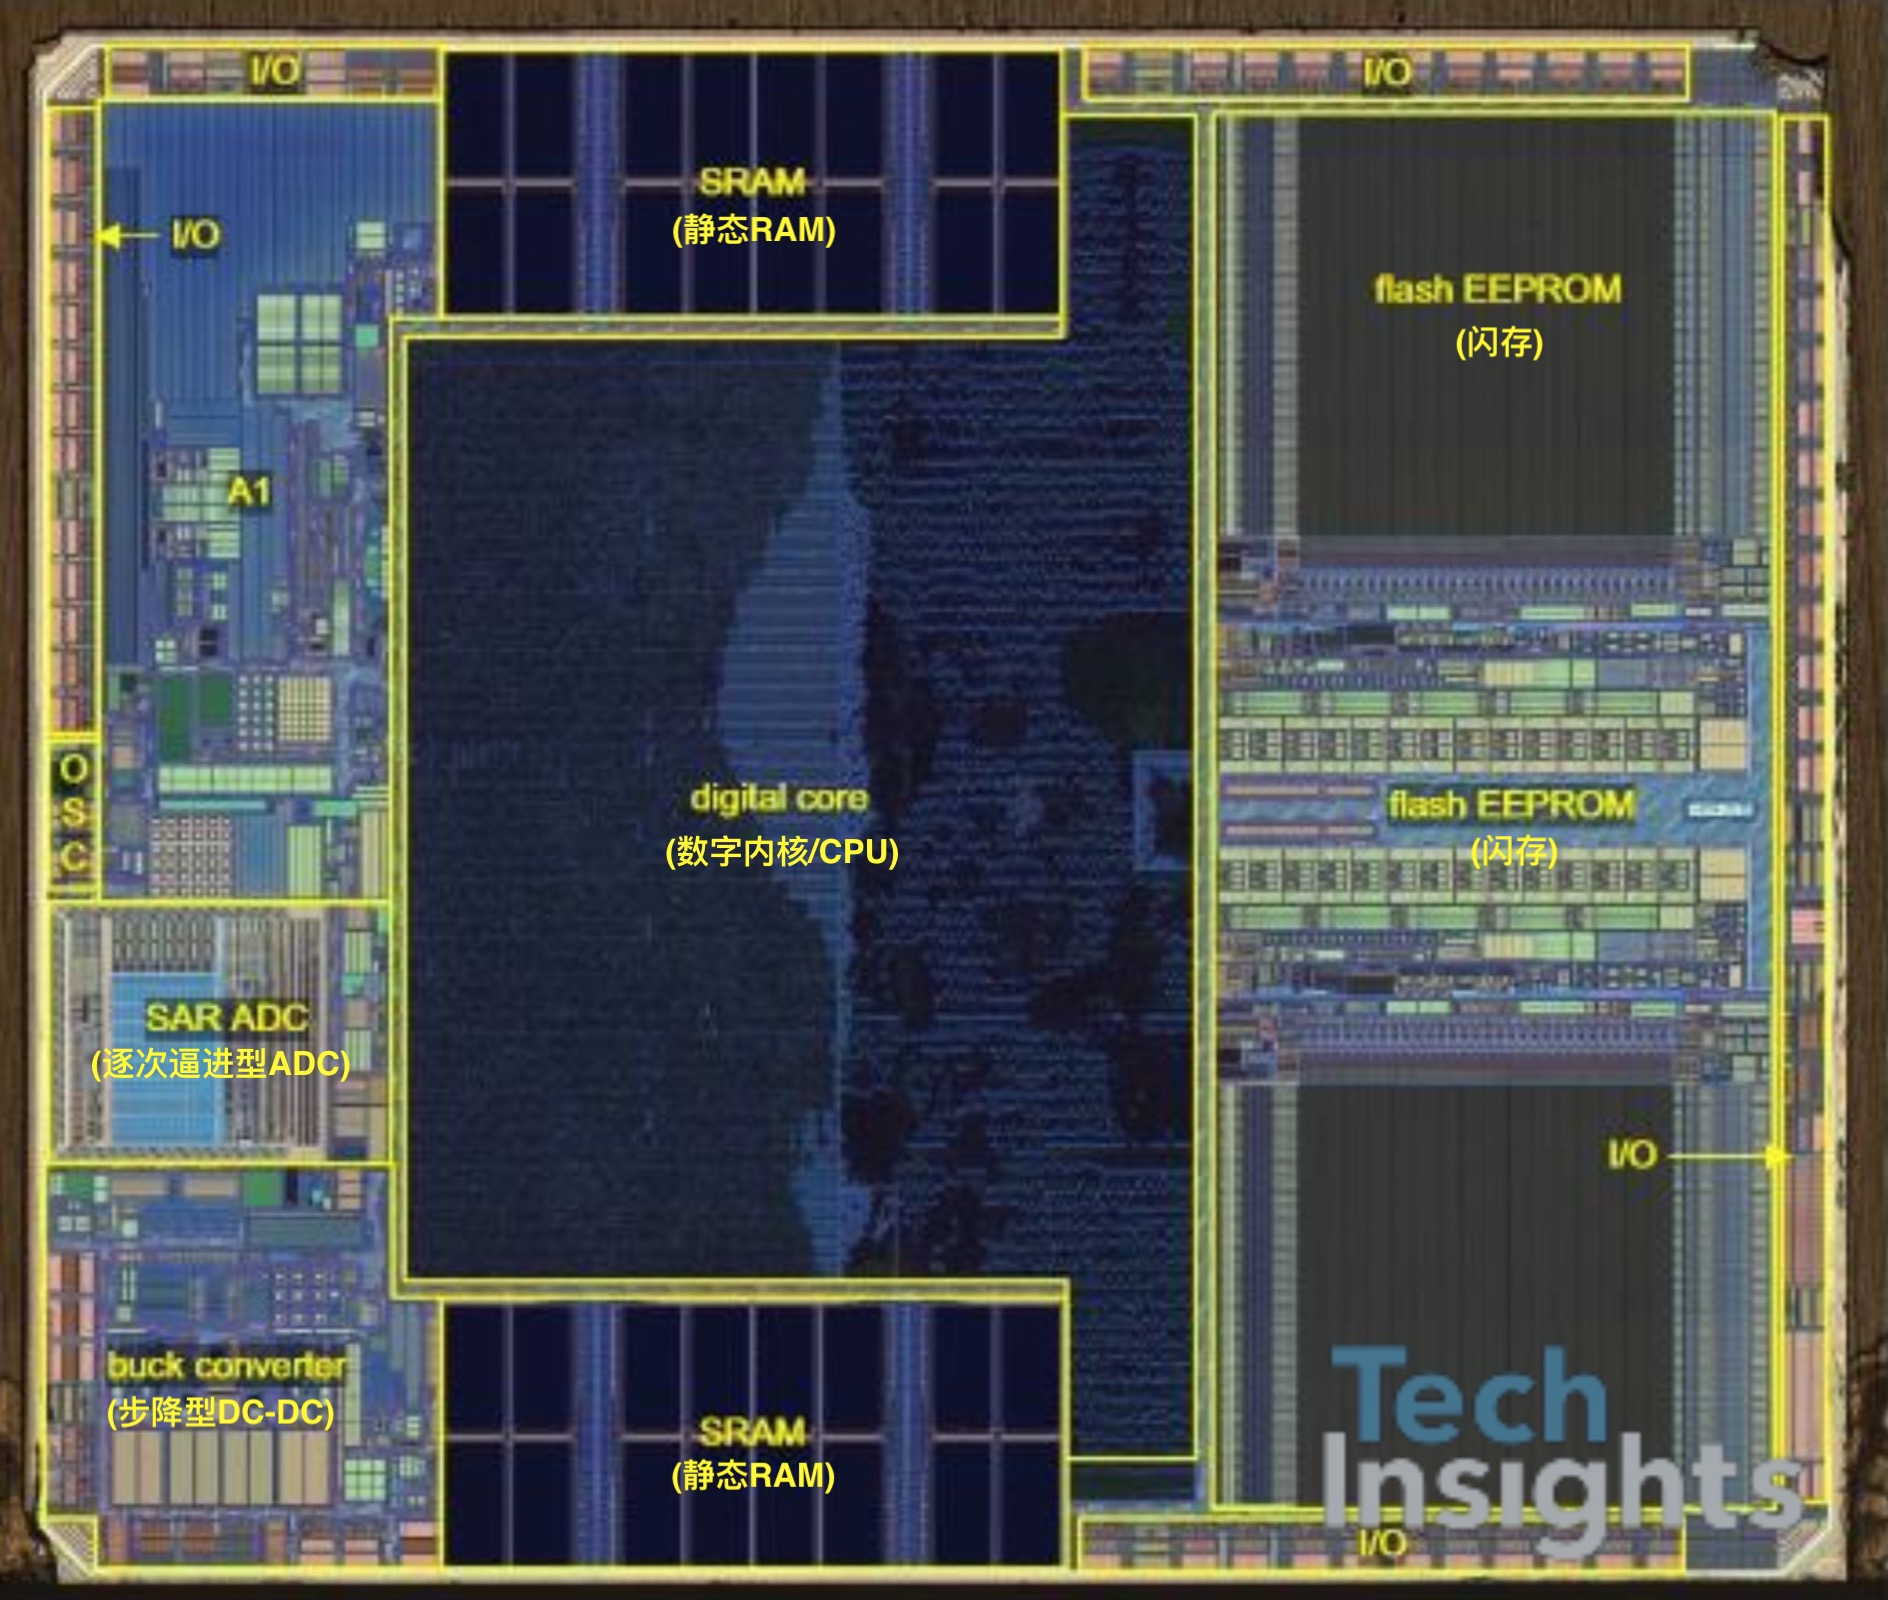 I/O
I/O
SRAM
(静态RAM)
I/O
flash EEPROM
(闪存)
A1
O
S
C
digital core
(数字内核/CPU)
flash EEPROM
(闪存)
SAR ADC
(逐次逼进型ADC)
I/O
buck converter
(步降型DC-DC)
SRAM
(静态RAM)
Tech
Insights
I/O